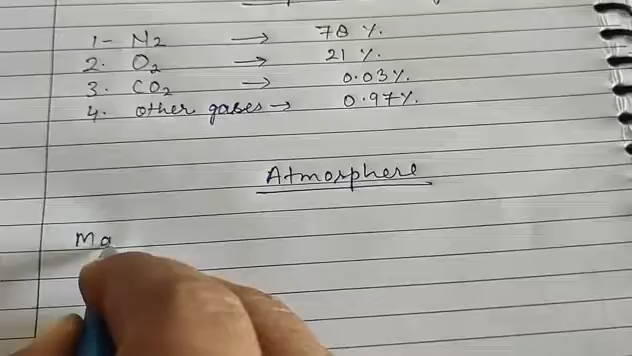 1- N2 → 78 %.
2. O2 → 21 %.
3. CO2 → 0.03%.
4. other gases → 0.97%.
Atmosphere
Ma